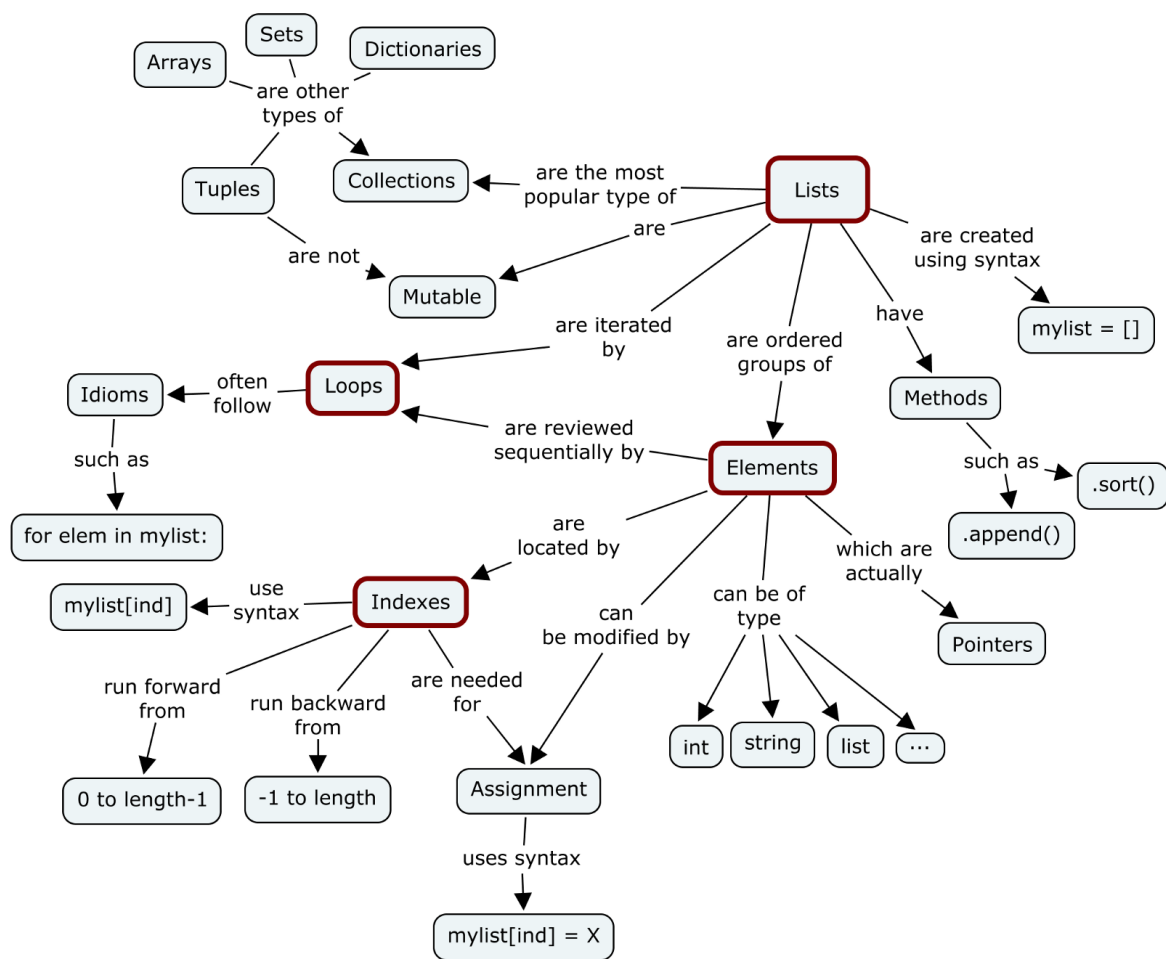 Sets
Dictionaries
Arrays
are other
types of
Tuples
Collections
are the most
popular type of
Lists
are
are not
Mutable
are created
using syntax
mylist = []
have
are iterated
by
are ordered
groups of
Loops
often
follow
Idioms
Methods
such as
are reviewed
sequentially by
Elements
such as
.sort()
.append()
for elem in mylist:
are
located by
which are
actually
mylist[ind]
use
syntax
Indexes
can
be modified by
can be of
type
Pointers
run forward
from
run backward
from
are needed
for
int
string
list
...
0 to length-1
-1 to length
Assignment
uses syntax
mylist[ind] = X